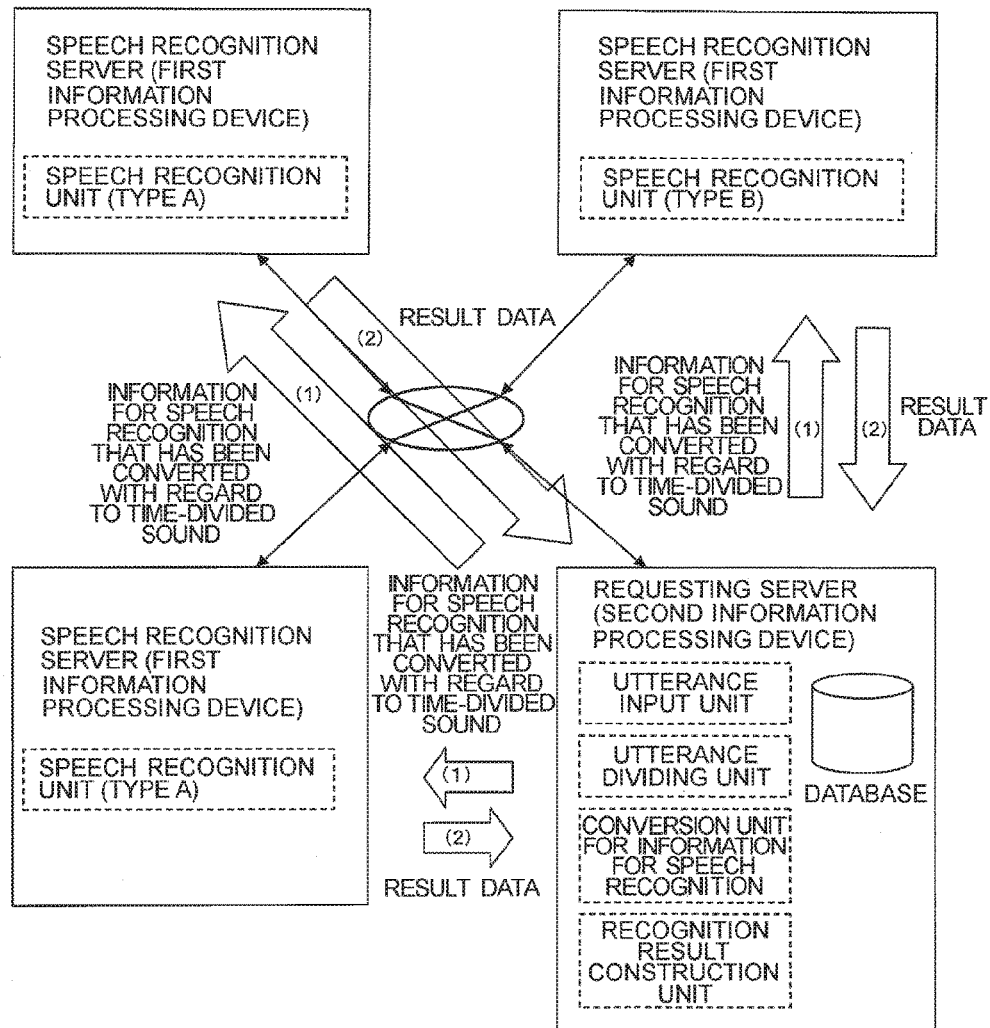 SPEECH RECOGNITION
SERVER (FIRST
INFORMATION
PROCESSING DEVICE)
SPEECH RECOGNITION
UNIT (TYPE A)
SPEECH RECOGNITION
SERVER (FIRST
INFORMATION
PROCESSING DEVICE)
SPEECH RECOGNITION
UNIT (TYPE B)
RESULT DATA
(2)
(1)
INFORMATION
FOR SPEECH
RECOGNITION
THAT HAS BEEN
CONVERTED
WITH REGARD
TO TIME-DIVIDED
SOUND
INFORMATION
FOR SPEECH
RECOGNITION
THAT HAS BEEN
CONVERTED
WITH REGARD
TO TIME-DIVIDED
SOUND
(1)
(2)
RESULT
DATA
SPEECH RECOGNITION
SERVER (FIRST
INFORMATION
PROCESSING DEVICE)
SPEECH RECOGNITION
UNIT (TYPE A)
INFORMATION
FOR SPEECH
RECOGNITION
THAT HAS BEEN
CONVERTED
WITH REGARD
TO TIME-DIVIDED
SOUND
(1)
(2)
RESULT DATA
REQUESTING SERVER
(SECOND INFORMATION
PROCESSING DEVICE)
UTTERANCE
INPUT UNIT
UTTERANCE
DIVIDING UNIT
CONVERSION UNIT
FOR INFORMATION
FOR SPEECH
RECOGNITION
RECOGNITION
RESULT
CONSTRUCTION
UNIT
DATABASE